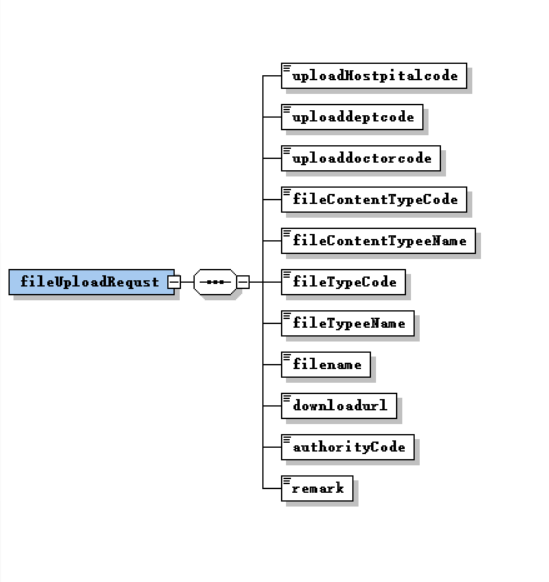 uploadHostpitalcode
uploaddeptcode
uploaddoctorcode
fileContentTypeCode
fileContentTypeeName
fileUploadRequst
fileTypeCode
fileTypeeName
filename
downloadurl
authorityCode
remark